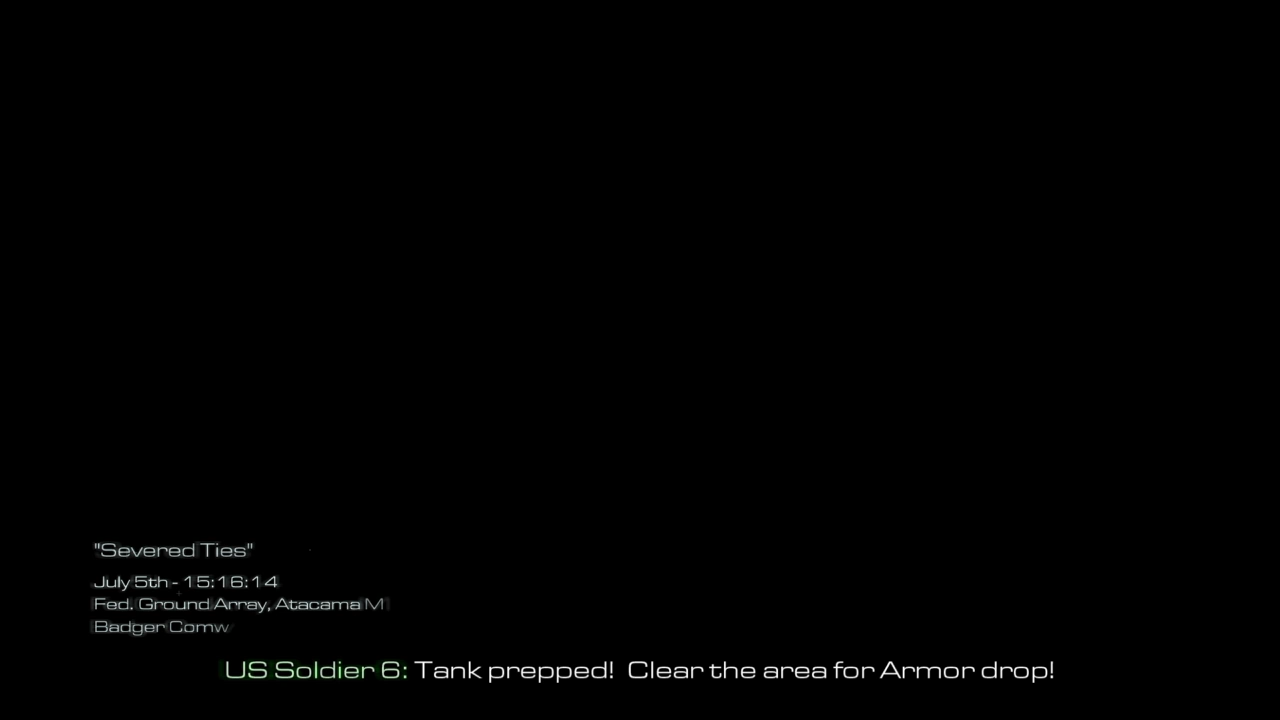 "Severed Ties"
July 5th - 15:16:14
Fed. Ground Array, Atacama M
Badger Comw
US Soldier 6: Tank prepped! Clear the area for Armor drop!